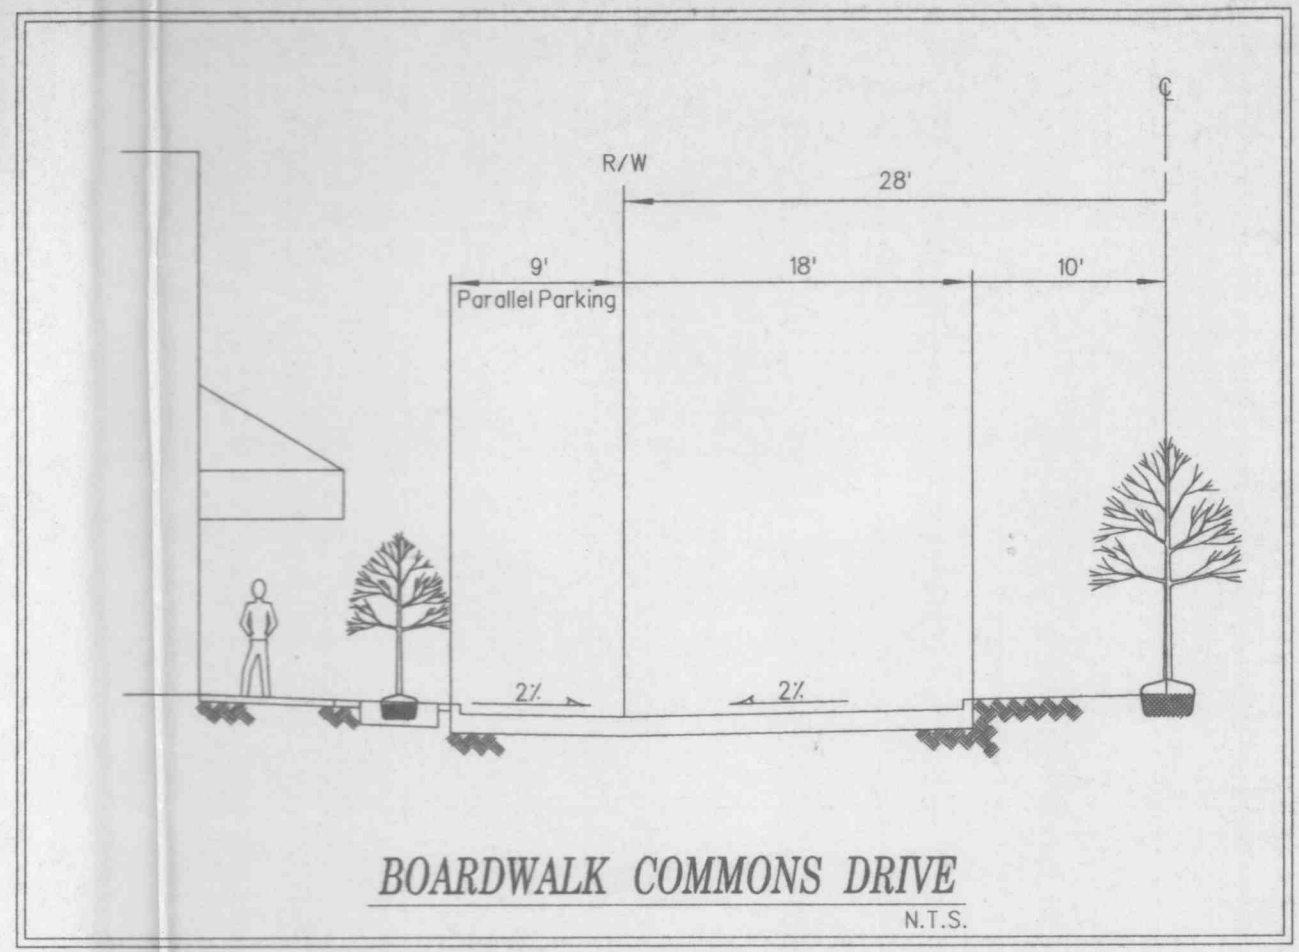 ℄
R/W
28'
9'
18'
10'
Parallel Parking
2%
2%
BOARDWALK COMMONS DRIVE
N.T.S.